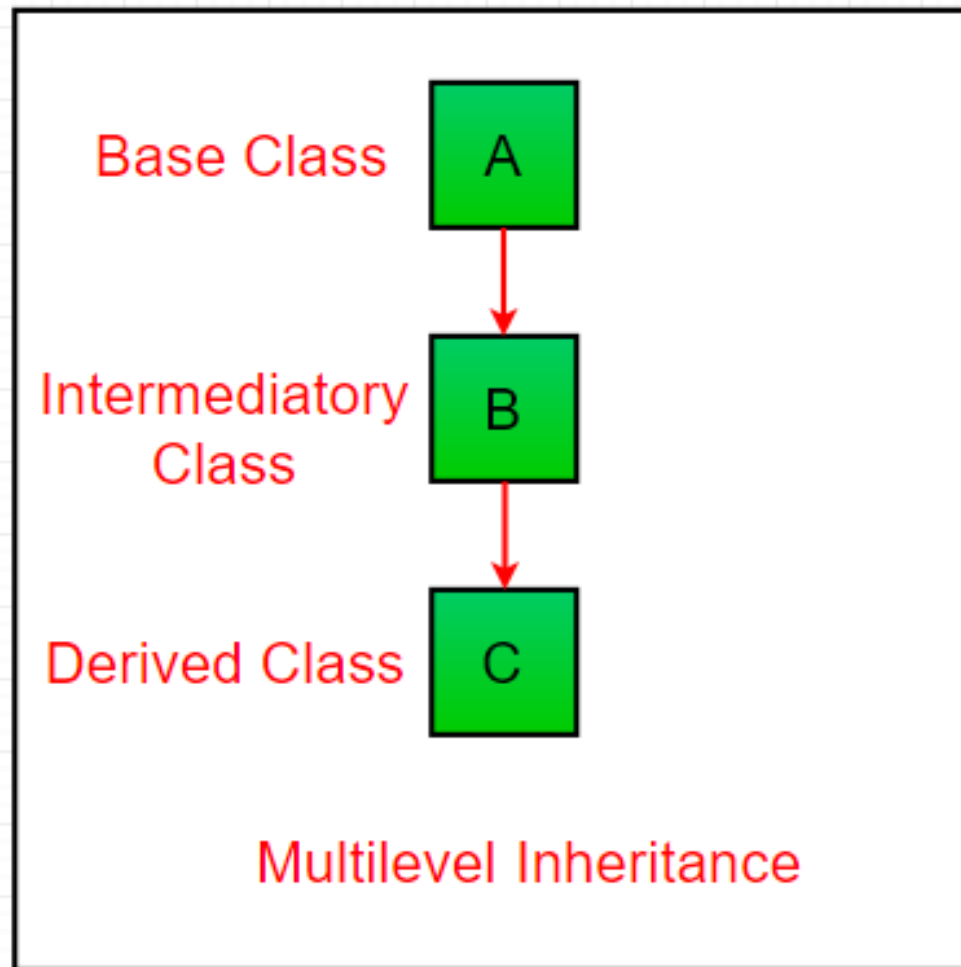 Base Class
A
Intermediatory
Class
B
Derived Class
C
Multilevel Inheritance